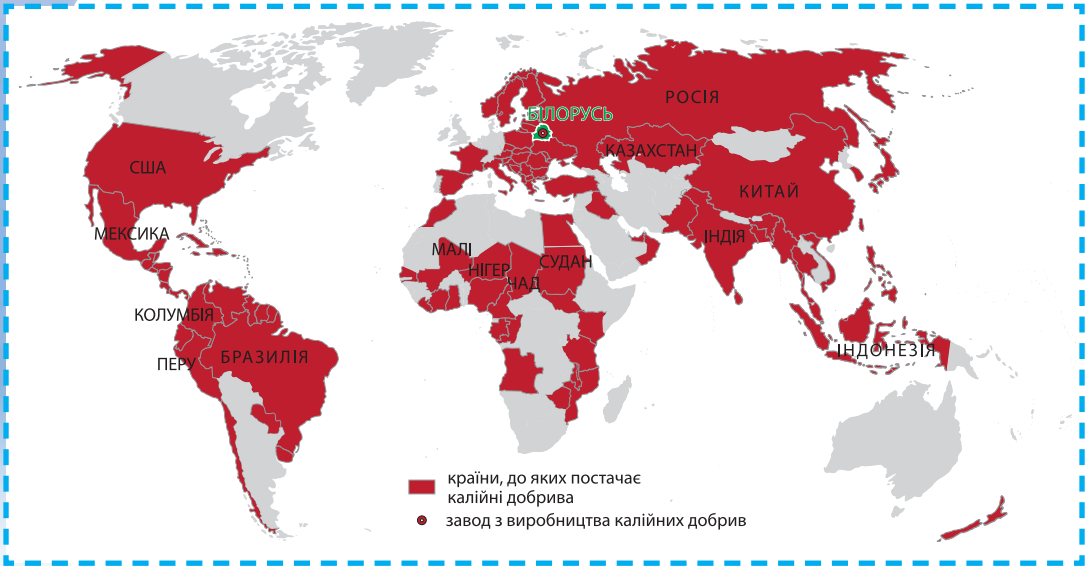 РОСІЯ
БІЛОРУСЬ
КАЗАХСТАН
США
КИТАЙ
МЕКСИКА
ІНДІЯ
МАЛІ
НІГЕР
СУДАН
ЧАД
КОЛУМБІЯ
ПЕРУ
БРАЗИЛІЯ
ІНДОНЕЗІЯ
країни, до яких постачає
калійні добрива
завод з виробництва калійних добрив